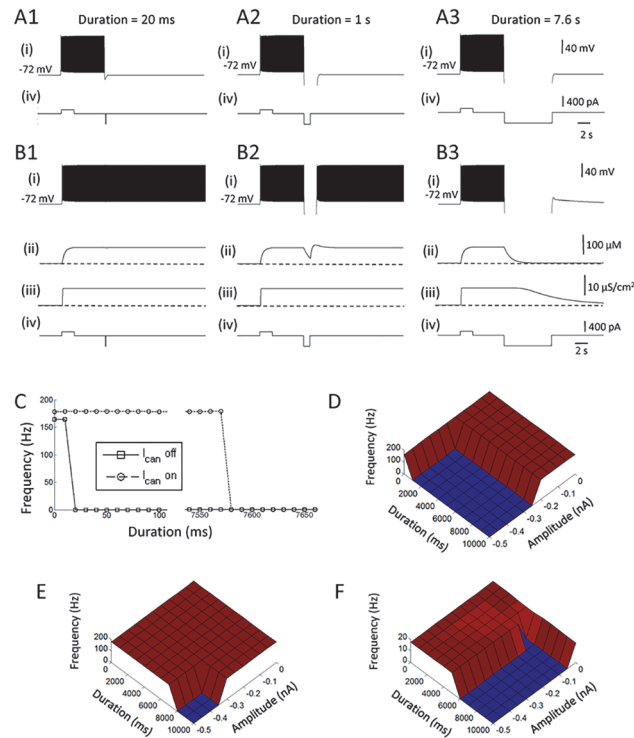 A1 Duration = 20 ms A2 Duration = 1 s A3 Duration = 7.6 s
(i) (i) (i) 40 mV
-72 mV -72 mV -72 mV
(iv) (iv) (iv) 400 pA
2 s
B1 B2 B3
(i) (i) (i) 40 mV
-72 mV -72 mV -72 mV
(ii) (ii) (ii) 100 μM
(iii) (iii) (iii) 10 μS/cm²
(iv) (iv) (iv) 400 pA
2 s
C
Frequency (Hz)
200
150
100
50
0
I can off
I can on
0 50 100 7550 7600 7650
Duration (ms)
D
Frequency (Hz)
200
100
0
2000
4000
6000
8000
10000
Duration (ms)
-0.5
-0.4
-0.3
-0.2
-0.1
0
Amplitude (nA)
E
Frequency (Hz)
200
100
0
2000
4000
6000
8000
10000
Duration (ms)
-0.5
-0.4
-0.3
-0.2
-0.1
0
Amplitude (nA)
F
Frequency (Hz)
20
10
0
2000
4000
6000
8000
10000
Duration (ms)
-0.5
-0.4
-0.3
-0.2
-0.1
0
Amplitude (nA)